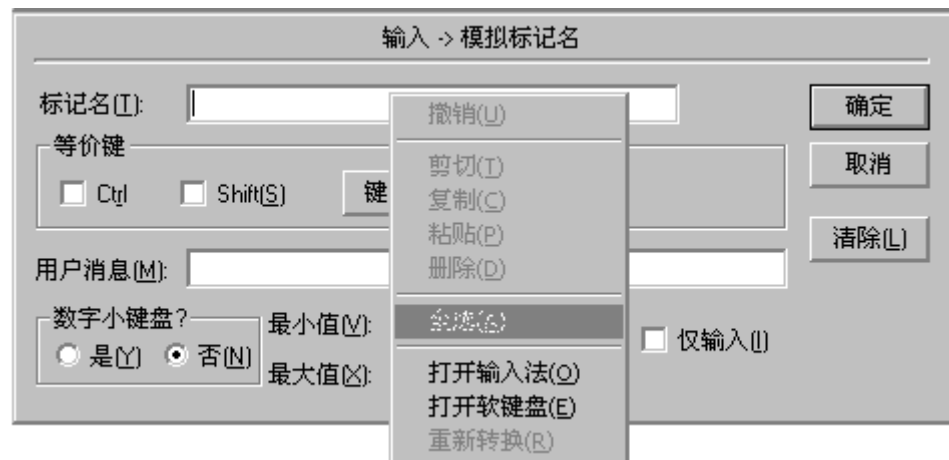 输入 -> 模拟标记名
标记名(T):
确定
等价键
取消
Ctrl
Shift(S)
键
清除(L)
用户消息(M):
数字小键盘?
是(Y)
否(N)
最小值(V):
最大值(X):
仅输入(I)
撤销(U)
剪切(T)
复制(C)
粘贴(P)
删除(D)
全选(A)
打开输入法(O)
打开软键盘(E)
重新转换(R)